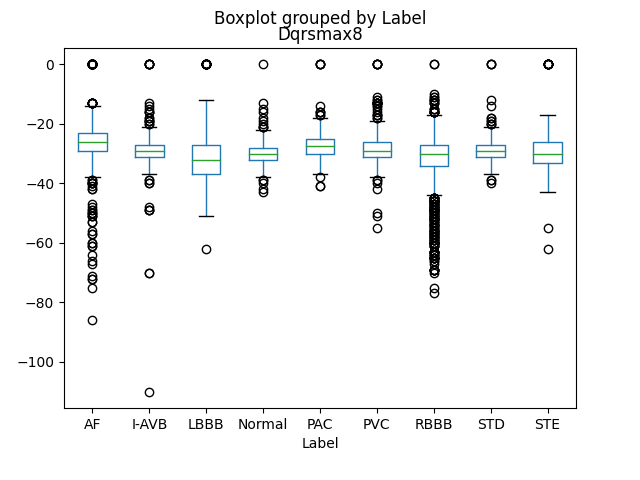 Boxplot grouped by Label
Dqrsmax8
0
−20
−40
−60
−80
−100
AF I-AVB LBBB Normal PAC PVC RBBB STD STE
Label